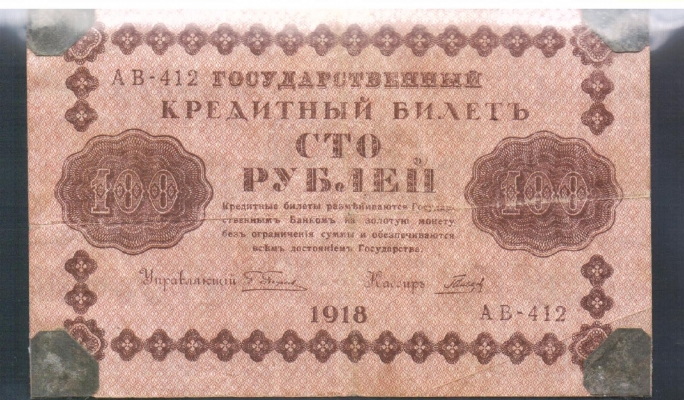 АВ-412 ГОСУДАРСТВЕННЫЙ
КРЕДИТНЫЙ БИЛЕТЪ
СТО
РУБЛЕЙ
100
100
Кредитные билеты размѣниваются Государ-
ственнымъ Банкомъ на золотую монету
безъ ограниченія суммы и обезпечиваются
всѣмъ достояніемъ Государства.
Управляющій
Кассиръ
1918 АВ-412